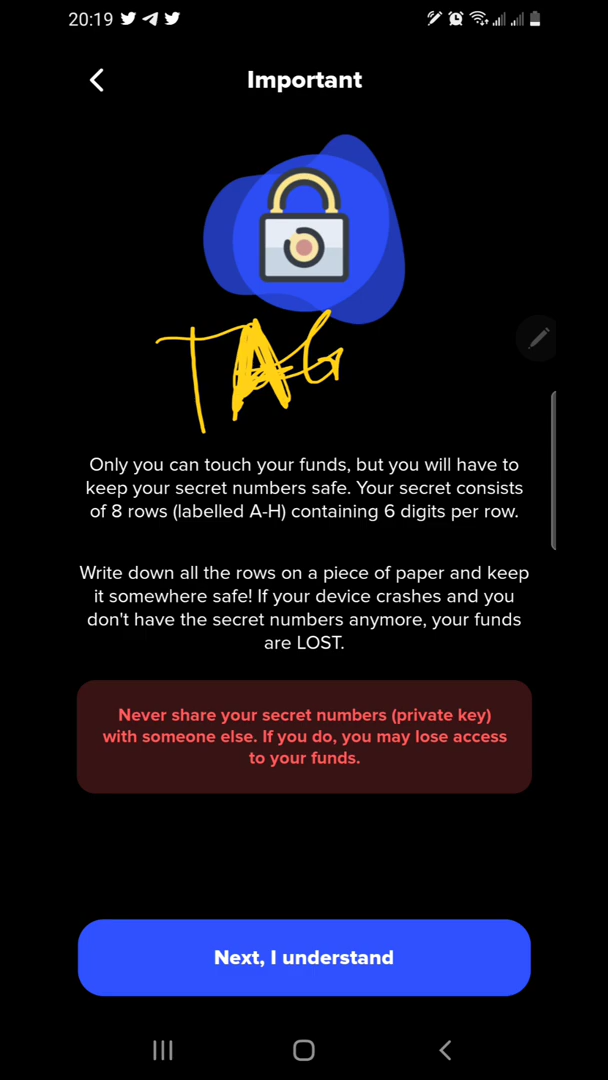 20:19
Important
TAG
Only you can touch your funds, but you will have to
keep your secret numbers safe. Your secret consists
of 8 rows (labelled A-H) containing 6 digits per row.
Write down all the rows on a piece of paper and keep
it somewhere safe! If your device crashes and you
don't have the secret numbers anymore, your funds
are LOST.
Never share your secret numbers (private key)
with someone else. If you do, you may lose access
to your funds.
Next, I understand